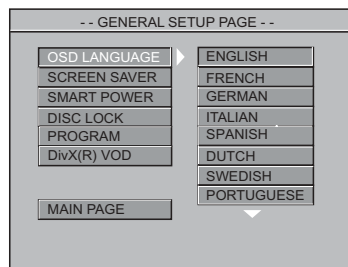 - - GENERAL SETUP PAGE - -
OSD LANGUAGE
SCREEN SAVER
SMART POWER
DISC LOCK
PROGRAM
DivX(R) VOD
MAIN PAGE
ENGLISH
FRENCH
GERMAN
ITALIAN
SPANISH
DUTCH
SWEDISH
PORTUGUESE